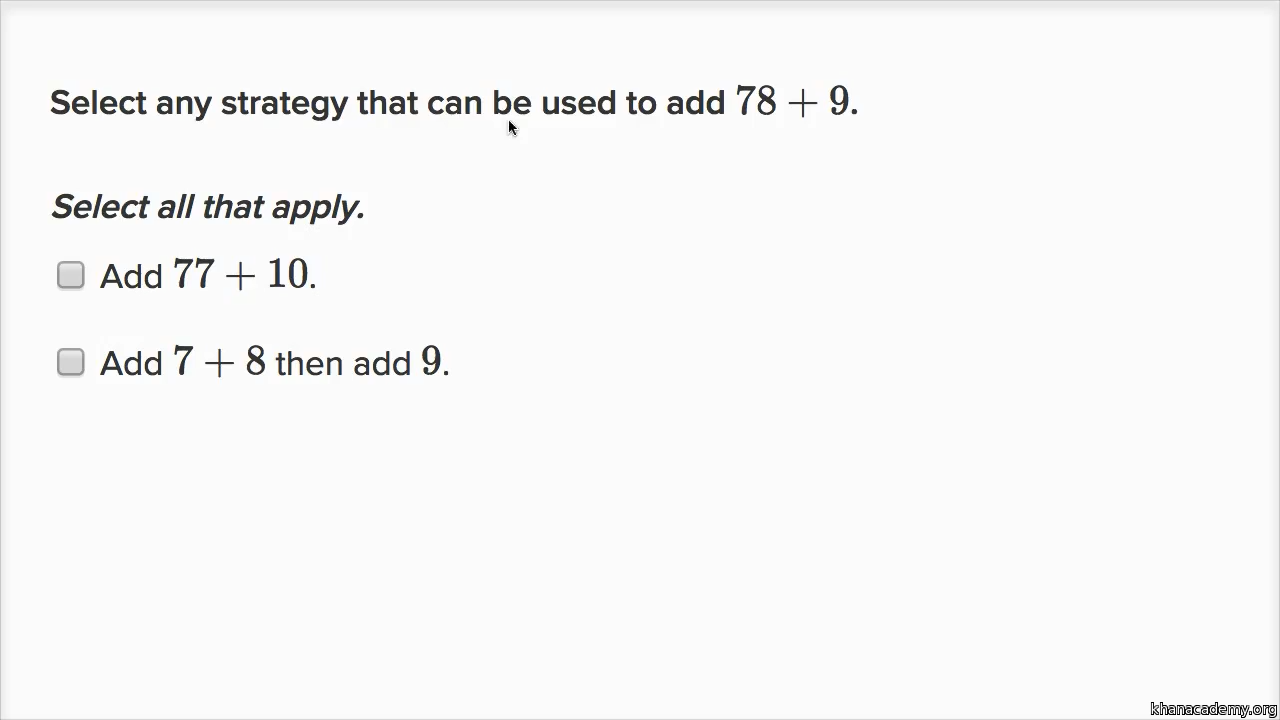 Select any strategy that can be used to add 78 + 9.
Select all that apply.
Add 77 + 10.
Add 7 + 8 then add 9.
khanacademy.org